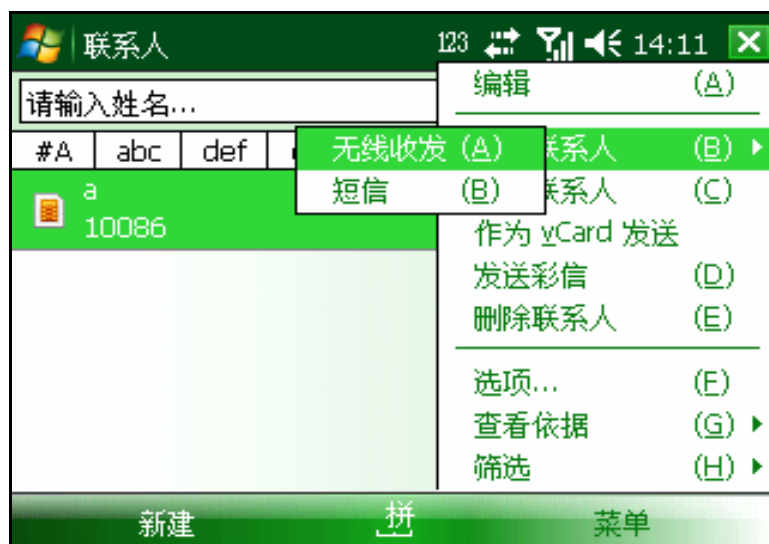 联系人 123 14:11
请输入姓名...
#A abc def
a
10086
编辑 (A)
联系人 (B)
联系人 (C)
作为 vCard 发送
发送彩信 (D)
删除联系人 (E)
选项... (F)
查看依据 (G)
筛选 (H)
无线收发 (A)
短信 (B)
新建 拼 菜单